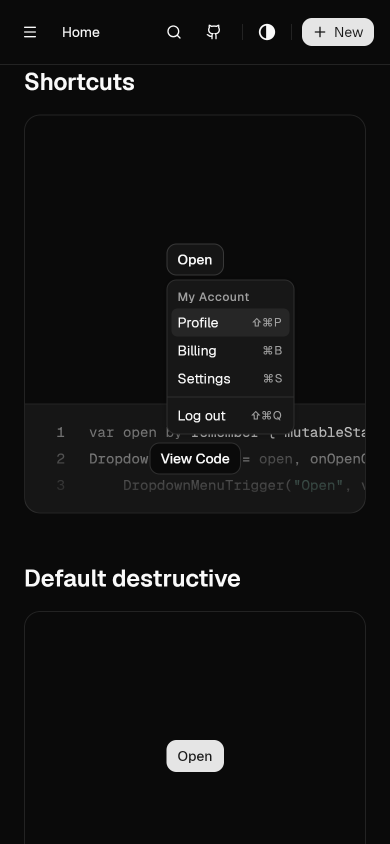 Home
New
Shortcuts
Open
My Account
Profile ⇧⌘P
Billing ⌘B
Settings ⌘S
Log out ⇧⌘Q
1 var open by remember { mutableSta
2 Dropdow = open, onOpenC
View Code
3 DropdownMenuTrigger("Open", v
Default destructive
Open